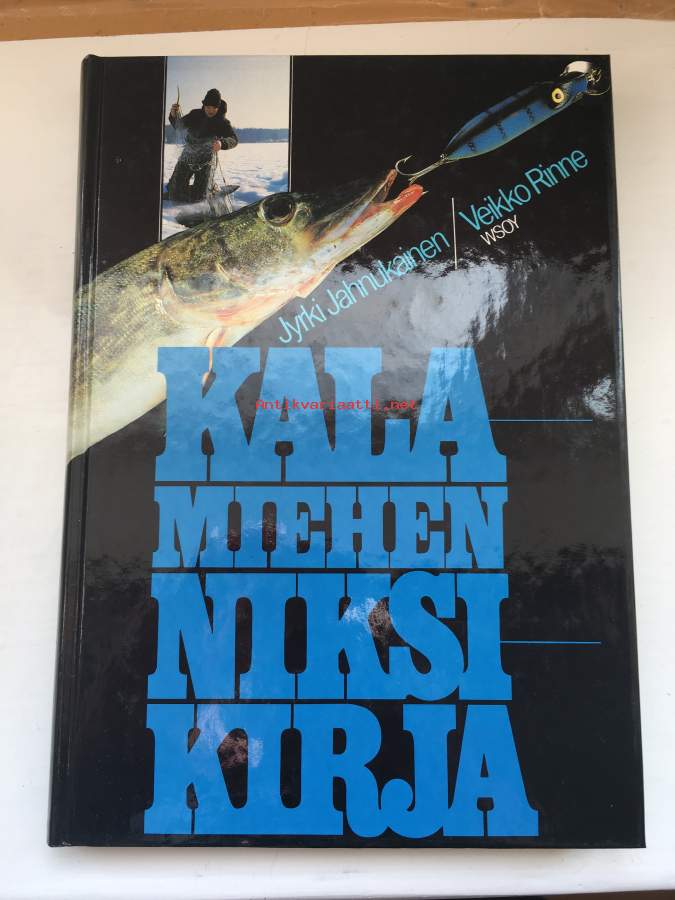 Jyrki Jahnukainen
Veikko Rinne
WSOY
KALA-
Antikvariaatti.net
MIEHEN
NIKSI-
KIRJA